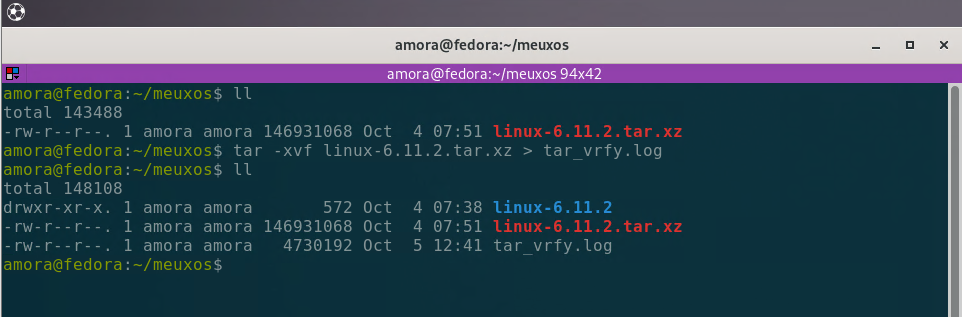 amora@fedora:~/meuxos
amora@fedora:~/meuxos 94x42
amora@fedora:~/meuxos$ ll
total 143488
-rw-r--r--. 1 amora amora 146931068 Oct  4 07:51 linux-6.11.2.tar.xz
amora@fedora:~/meuxos$ tar -xvf linux-6.11.2.tar.xz > tar_vrfy.log
amora@fedora:~/meuxos$ ll
total 148108
drwxr-xr-x. 1 amora amora       572 Oct  4 07:38 linux-6.11.2
-rw-r--r--. 1 amora amora 146931068 Oct  4 07:51 linux-6.11.2.tar.xz
-rw-r--r--. 1 amora amora   4730192 Oct  5 12:41 tar_vrfy.log
amora@fedora:~/meuxos$